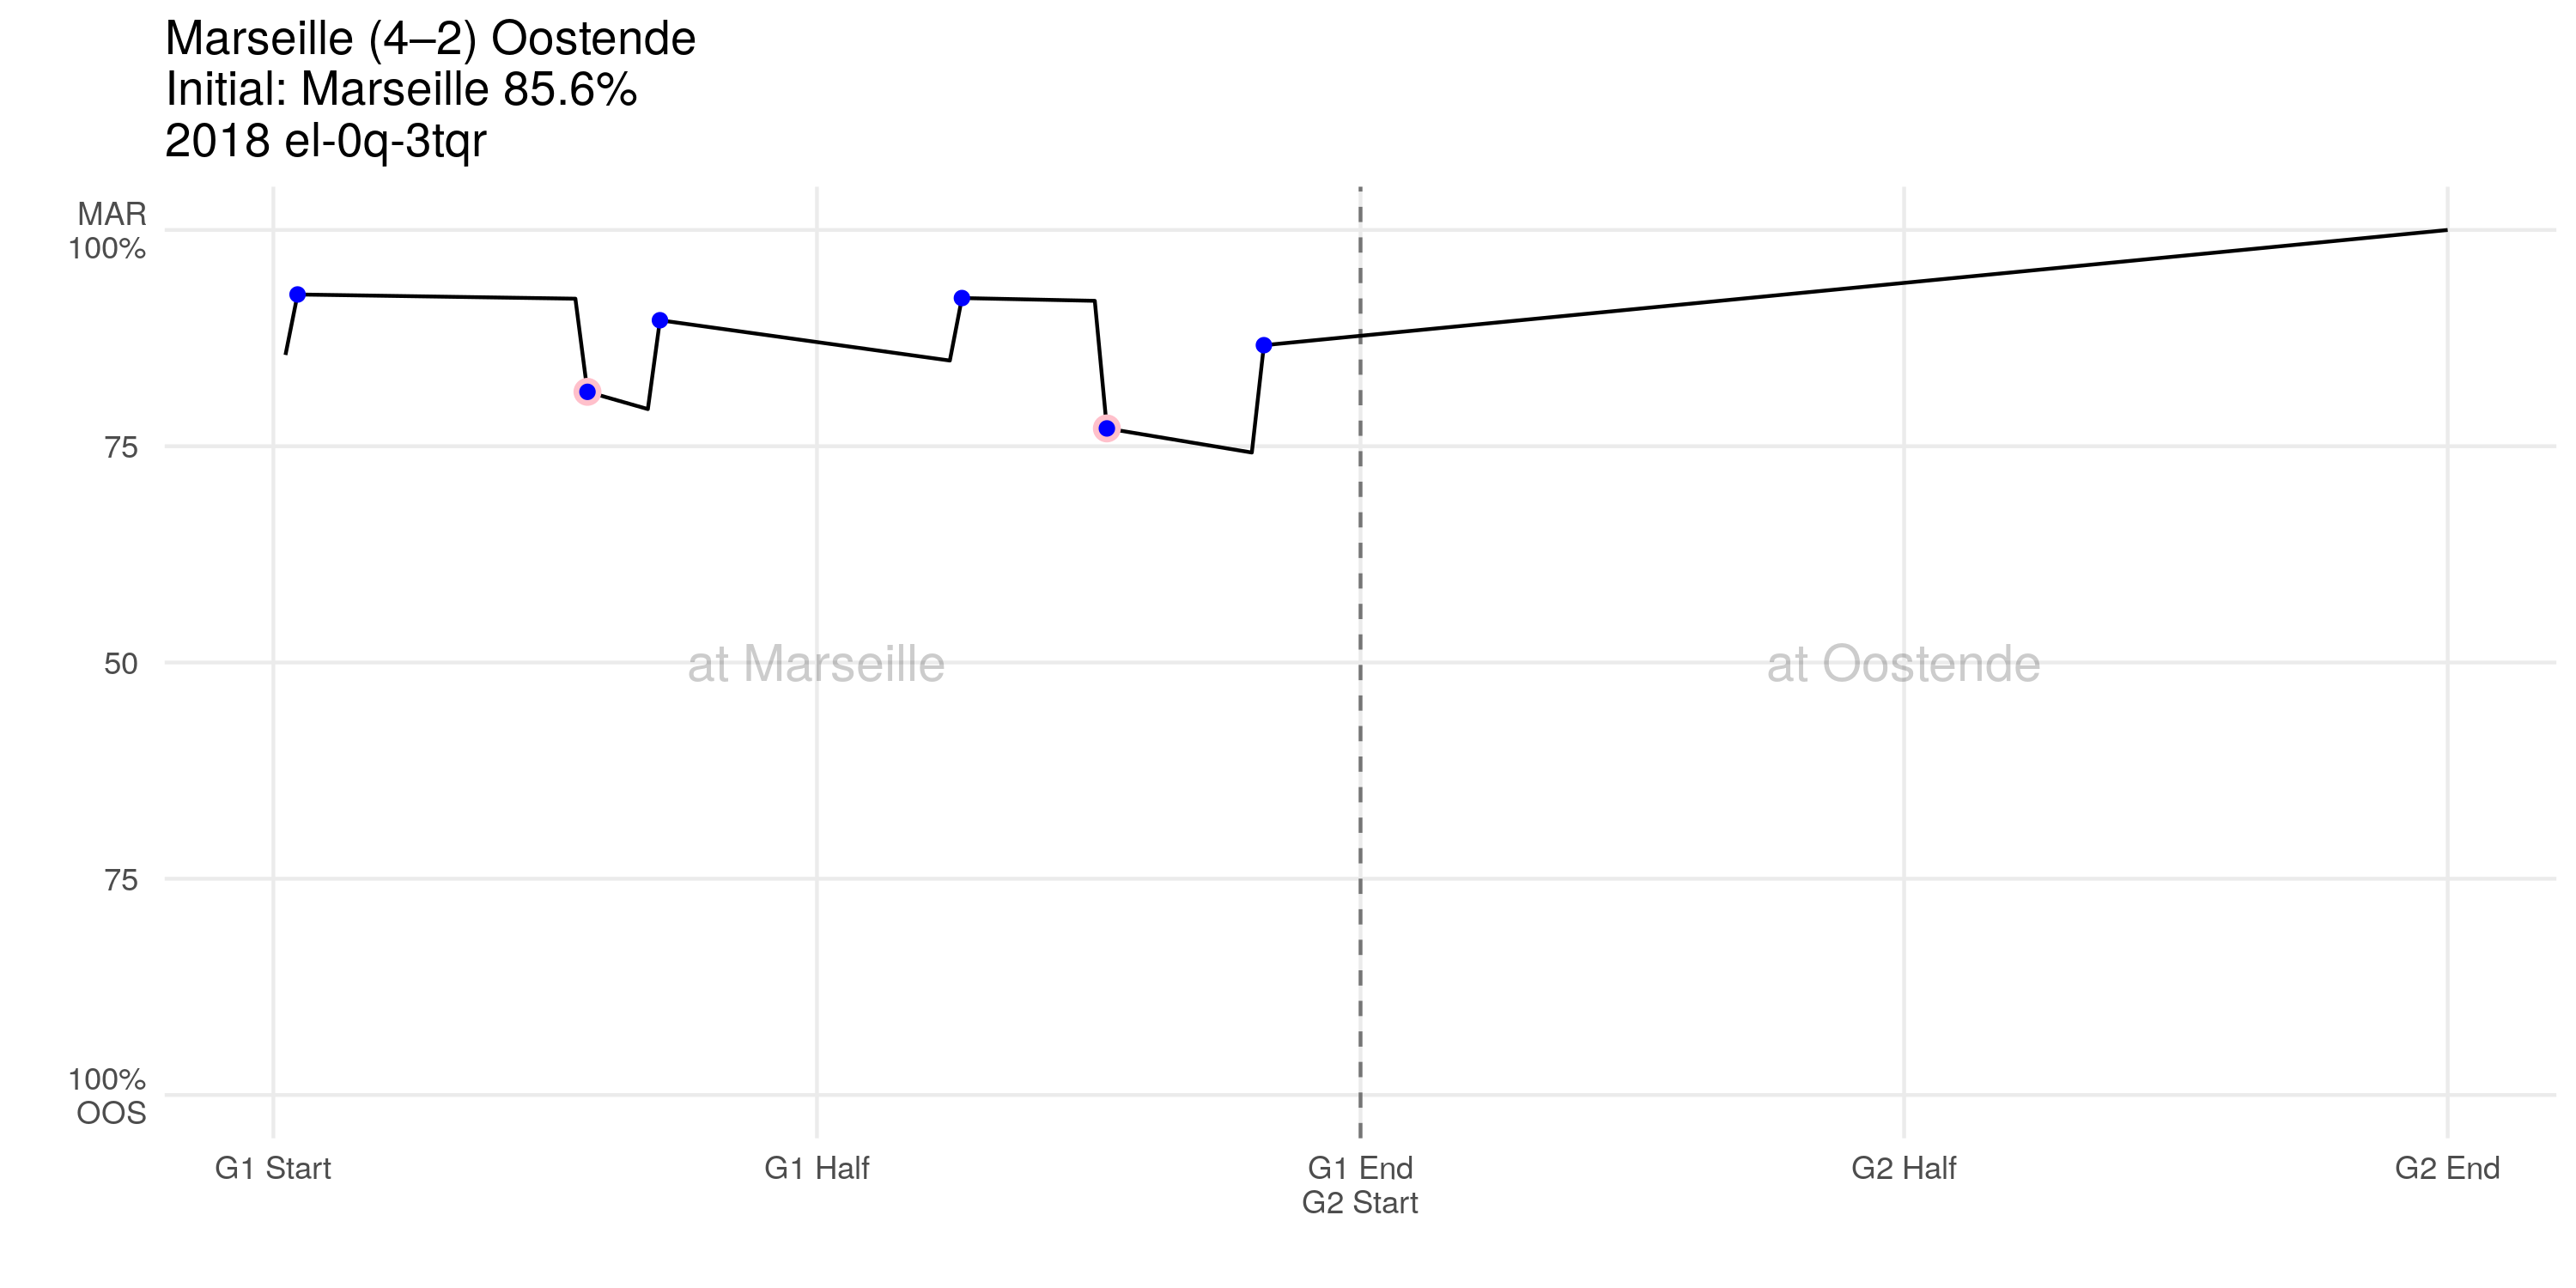 Marseille (4–2) Oostende
Initial: Marseille 85.6%
2018 el-0q-3tqr
MAR
100%
75
50
75
100%
OOS
at Marseille
at Oostende
G1 Start
G1 Half
G1 End
G2 Start
G2 Half
G2 End